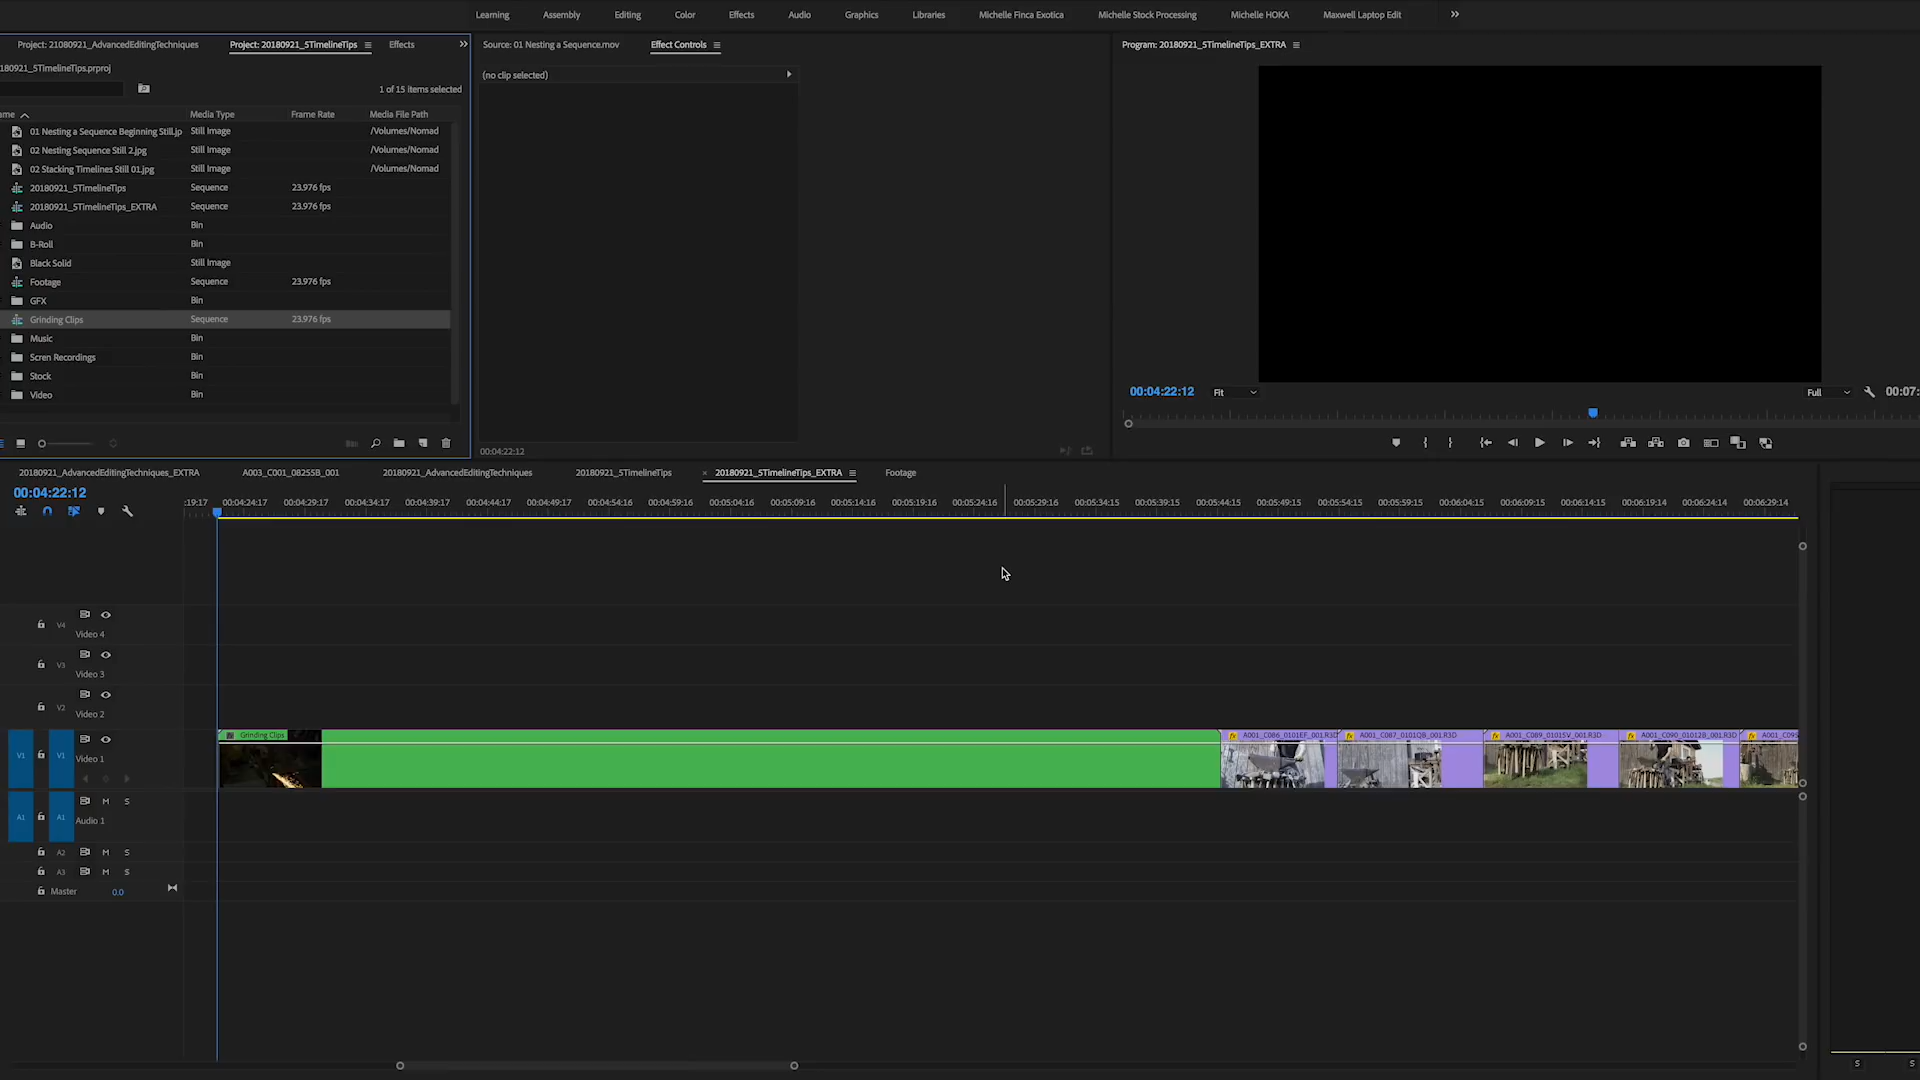 Learning Assembly Editing Color Effects Audio Graphics Libraries Michelle Finca Exotica Michelle Stock Processing Michelle HOKA Maxwell Laptop Edit
Project: 21080921_AdvancedEditingTechniques Project: 20180921_5TimelineTips Effects
180921_5TimelineTips.prproj
1 of 15 items selected
ame Media Type Frame Rate Media File Path
01 Nesting a Sequence Beginning Still.jp Still Image /Volumes/Nomad
02 Nesting Sequence Still 2.jpg Still Image /Volumes/Nomad
02 Stacking Timelines Still 01.jpg Still Image /Volumes/Nomad
20180921_5TimelineTips Sequence 23.976 fps
20180921_5TimelineTips_EXTRA Sequence 23.976 fps
Audio Bin
B-Roll Bin
Black Solid Still Image
Footage Sequence 23.976 fps
GFX Bin
Grinding Clips Sequence 23.976 fps
Music Bin
Scren Recordings Bin
Stock Bin
Video Bin
Source: 01 Nesting a Sequence.mov Effect Controls
(no clip selected)
00:04:22:12
Program: 20180921_5TimelineTips_EXTRA
00:04:22:12 Fit Full 00:07:
20180921_AdvancedEditingTechniques_EXTRA A003_C001_08255B_001 20180921_AdvancedEditingTechniques 20180921_5TimelineTips × 20180921_5TimelineTips_EXTRA Footage
00:04:22:12
:19:17 00:04:24:17 00:04:29:17 00:04:34:17 00:04:39:17 00:04:44:17 00:04:49:17 00:04:54:16 00:04:59:16 00:05:04:16 00:05:09:16 00:05:14:16 00:05:19:16 00:05:24:16 00:05:29:16 00:05:34:15 00:05:39:15 00:05:44:15 00:05:49:15 00:05:54:15 00:05:59:15 00:06:04:15 00:06:09:15 00:06:14:15 00:06:19:14 00:06:24:14 00:06:29:14
V4
Video 4
V3
Video 3
V2
Video 2
V1 V1 Video 1
Grinding Clips fx A001_C086_0101EF_001.R3D fx A001_C087_0101QB_001.R3D fx A001_C089_0101SV_001.R3D fx A001_C090_01012B_001.R3D fx A001_C095
A1 A1 M S
Audio 1
A2 M S
A3 M S
Master 0.0
S S